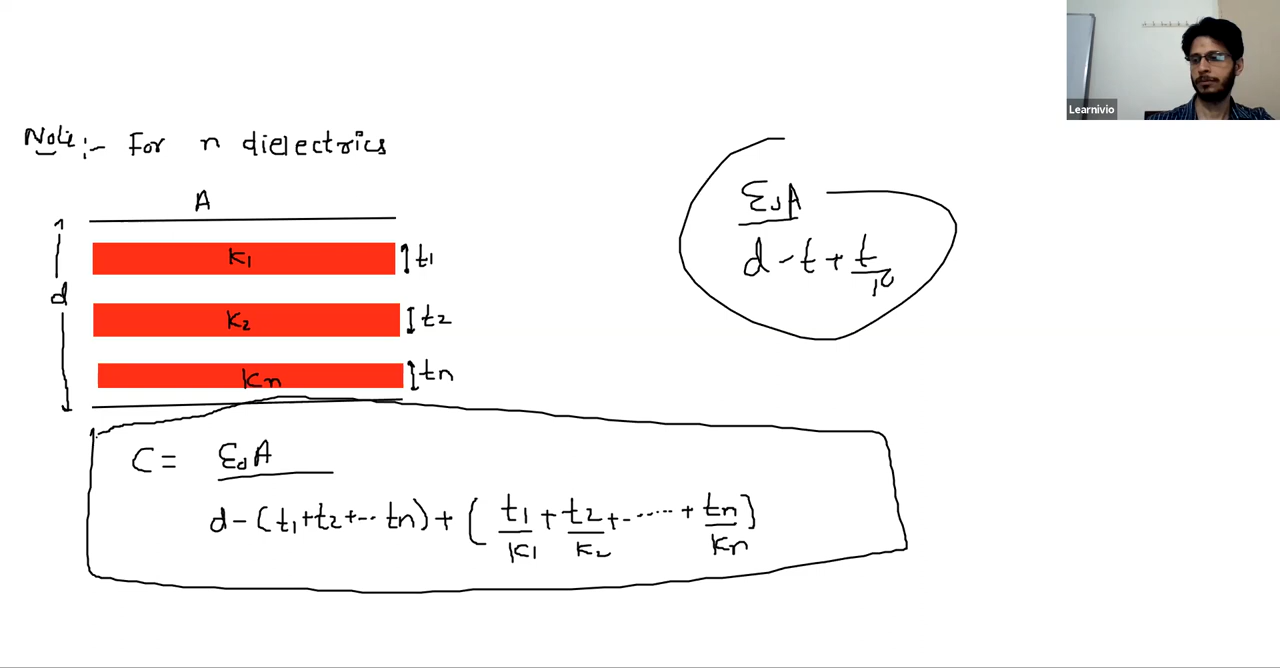 Learnivio
Note:- For n dielectrics
A
d
K1
t1
K2
t2
Kn
tn
ε0A
d - t + t/K
C = ε0A
d - (t1 + t2 + -·· tn) + ( t1/K1 + t2/K2 + -····· + tn/Kn )